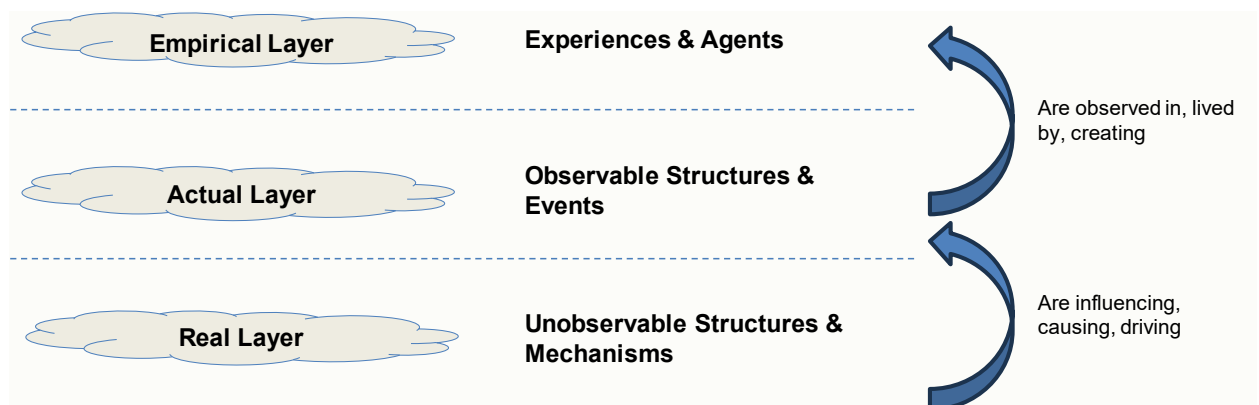 Empirical Layer
Experiences & Agents
Are observed in, lived
by, creating
Actual Layer
Observable Structures &
Events
Real Layer
Unobservable Structures &
Mechanisms
Are influencing,
causing, driving